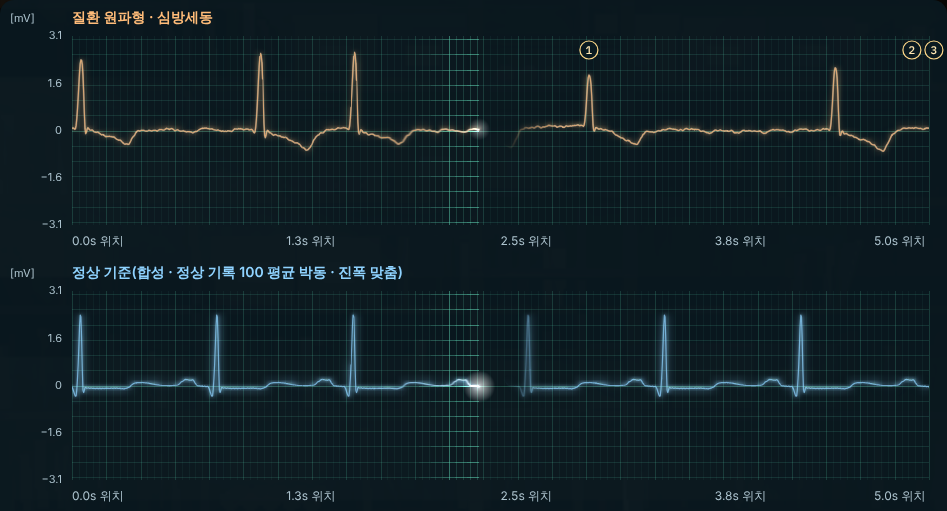 [mV]
질환 원파형 · 심방세동
3.1
1.6
0
−1.6
−3.1
1
2
3
0.0s 위치
1.3s 위치
2.5s 위치
3.8s 위치
5.0s 위치
[mV]
정상 기준(합성 · 정상 기록 100 평균 박동 · 진폭 맞춤)
3.1
1.6
0
−1.6
−3.1
0.0s 위치
1.3s 위치
2.5s 위치
3.8s 위치
5.0s 위치